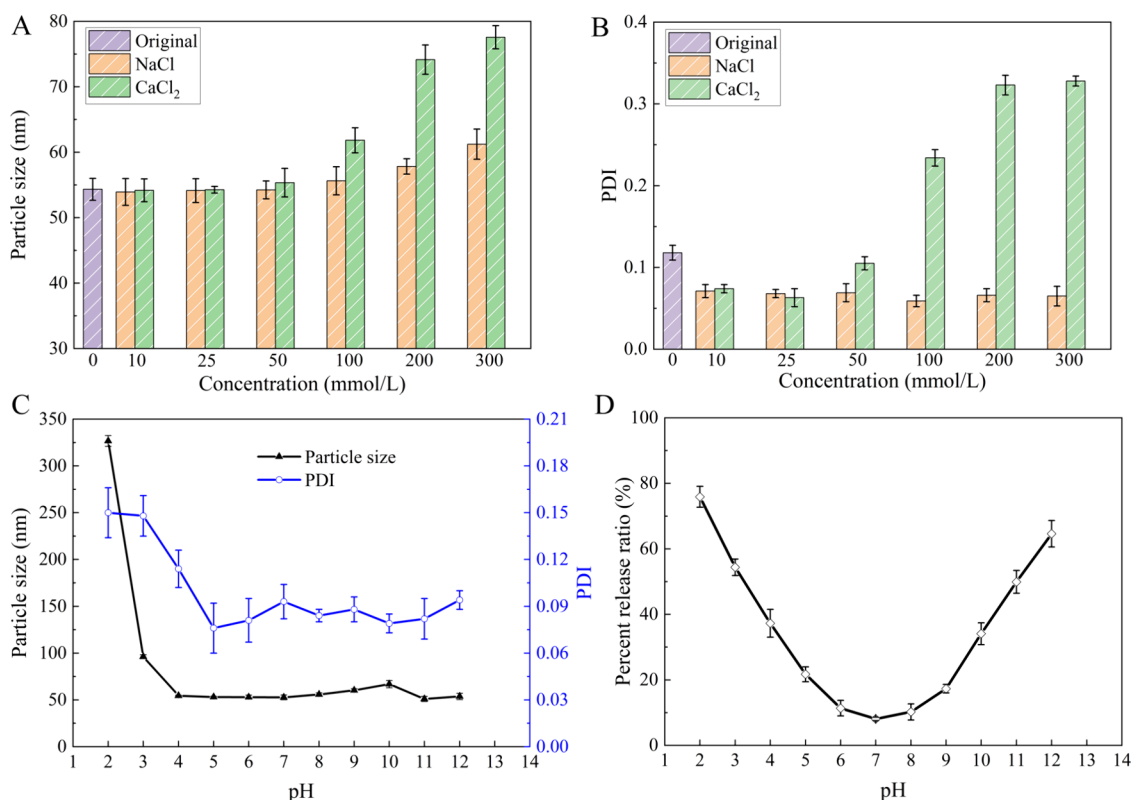 A
Original
NaCl
CaCl₂
80
70
60
50
40
30
Particle size (nm)
0 10 25 50 100 200 300
Concentration (mmol/L)
B
Original
NaCl
CaCl₂
0.4
0.3
0.2
0.1
0.0
PDI
0 10 25 50 100 200 300
Concentration (mmol/L)
C
Particle size
PDI
350
300
250
200
150
100
50
0
Particle size (nm)
0.21
0.18
0.15
0.12
0.09
0.06
0.03
0.00
PDI
1 2 3 4 5 6 7 8 9 10 11 12 13 14
pH
D
100
80
60
40
20
0
Percent release ratio (%)
1 2 3 4 5 6 7 8 9 10 11 12 13 14
pH